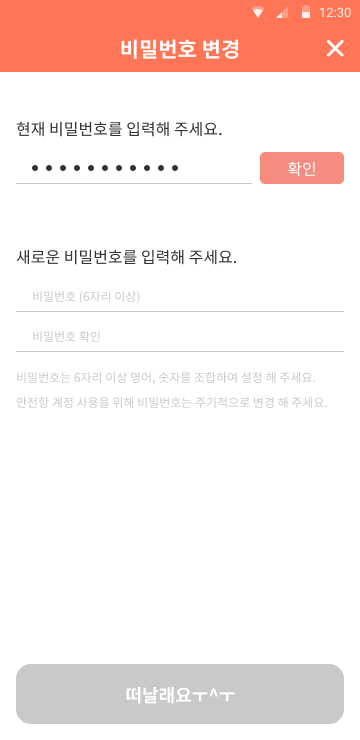 12:30
비밀번호 변경
현재 비밀번호를 입력해 주세요.
확인
새로운 비밀번호를 입력해 주세요.
비밀번호 (6자리 이상)
비밀번호 확인
비밀번호는 6자리 이상 영어, 숫자를 조합하여 설정 해 주세요.
안전항 계정 사용을 위해 비밀번호는 주기적으로 변경 해 주세요.
떠날래요ㅜ^ㅜ